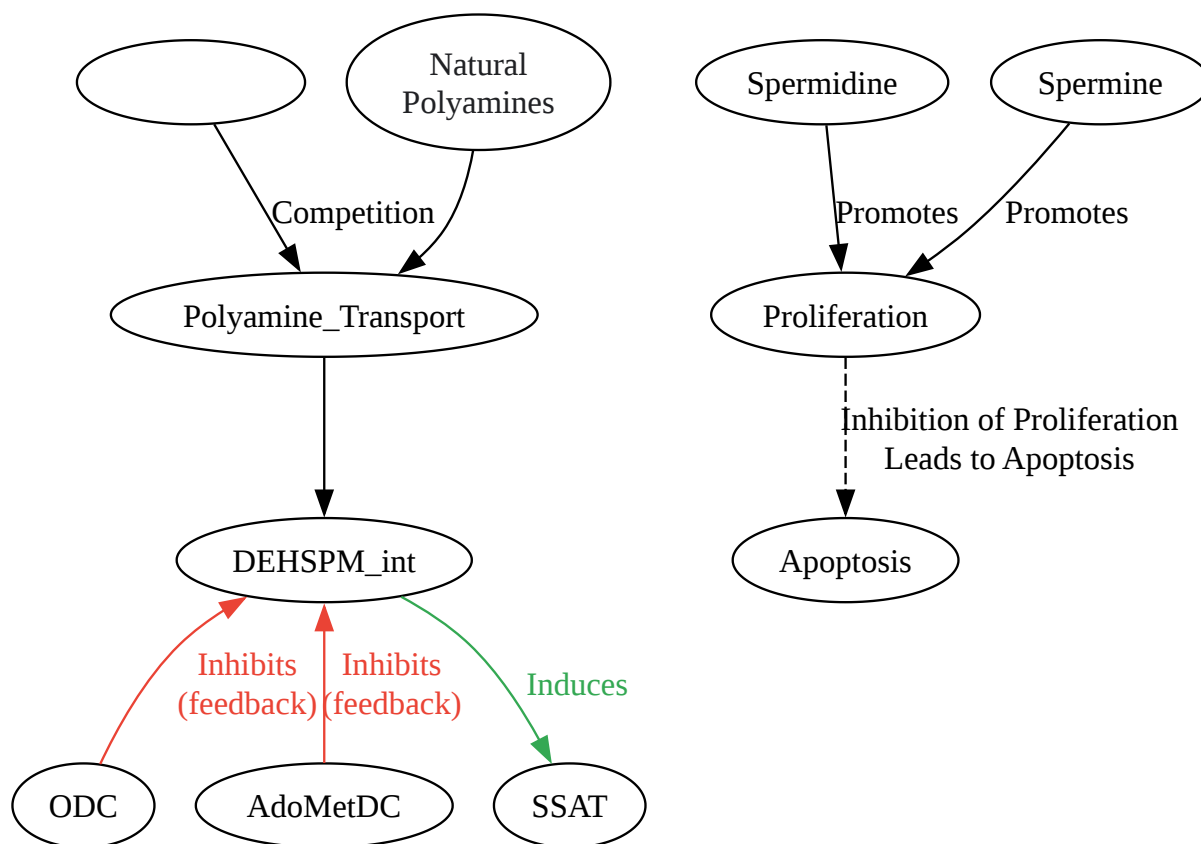 Natural
Polyamines
Spermidine
Spermine
Competition
Promotes
Promotes
Polyamine_Transport
Proliferation
Inhibition of Proliferation
Leads to Apoptosis
DEHSPM_int
Apoptosis
Inhibits
(feedback)
Inhibits
(feedback)
Induces
ODC
AdoMetDC
SSAT